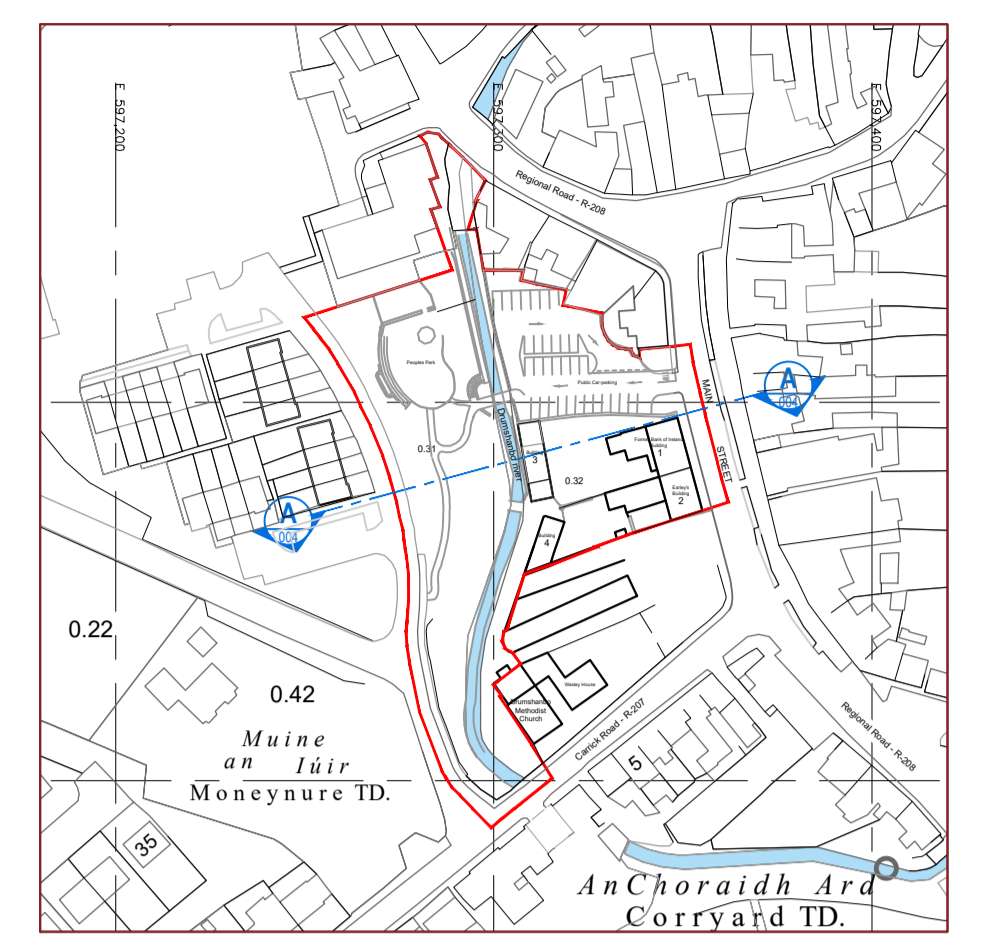 E 597,200
E 597,300
E 597,400
Regional Road - R-208
Peoples Park
Public Car-parking
MAIN
STREET
A
004
Drumshanbo river
0.31
Building
3
0.32
Former Bank of Ireland
Building
1
Earley's
Building
2
Building
4
A
004
0.22
0.42
Muine
an Iúir
Moneynure TD.
Wesley House
Drumshanbo
Methodist
Church
Carrick Road - R-207
Regional Road - R-208
5
35
AnChoraidh Ard
Corryard TD.